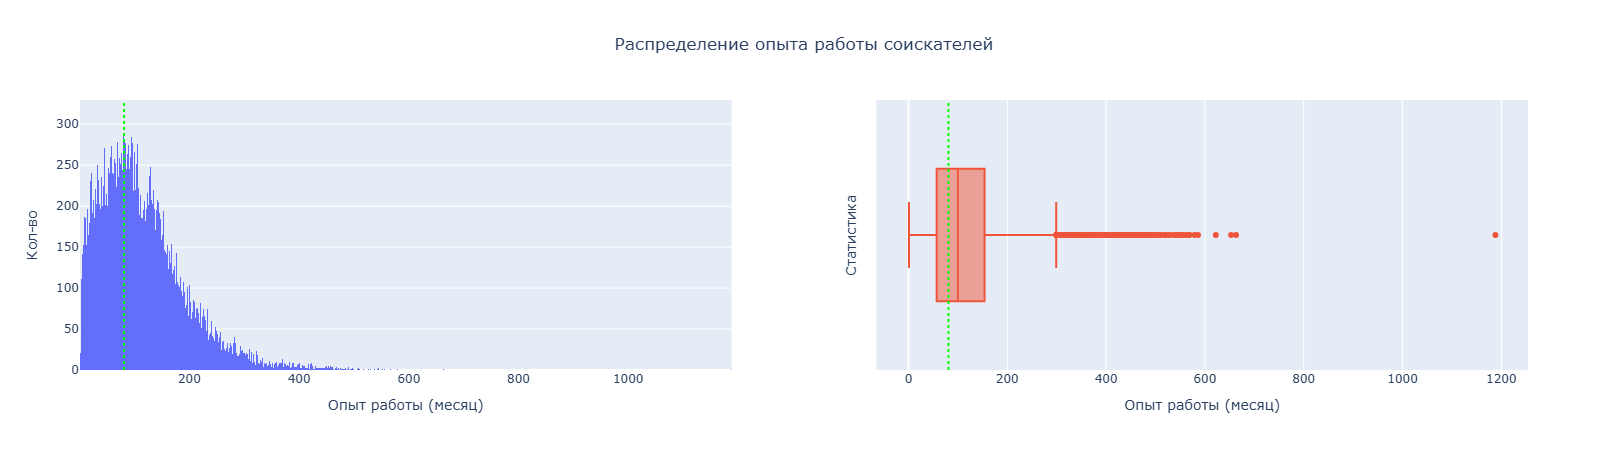 Распределение опыта работы соискателей
300
250
200
150
100
50
0
Кол-во
200 400 600 800 1000
Опыт работы (месяц)
Статистика
0 200 400 600 800 1000 1200
Опыт работы (месяц)